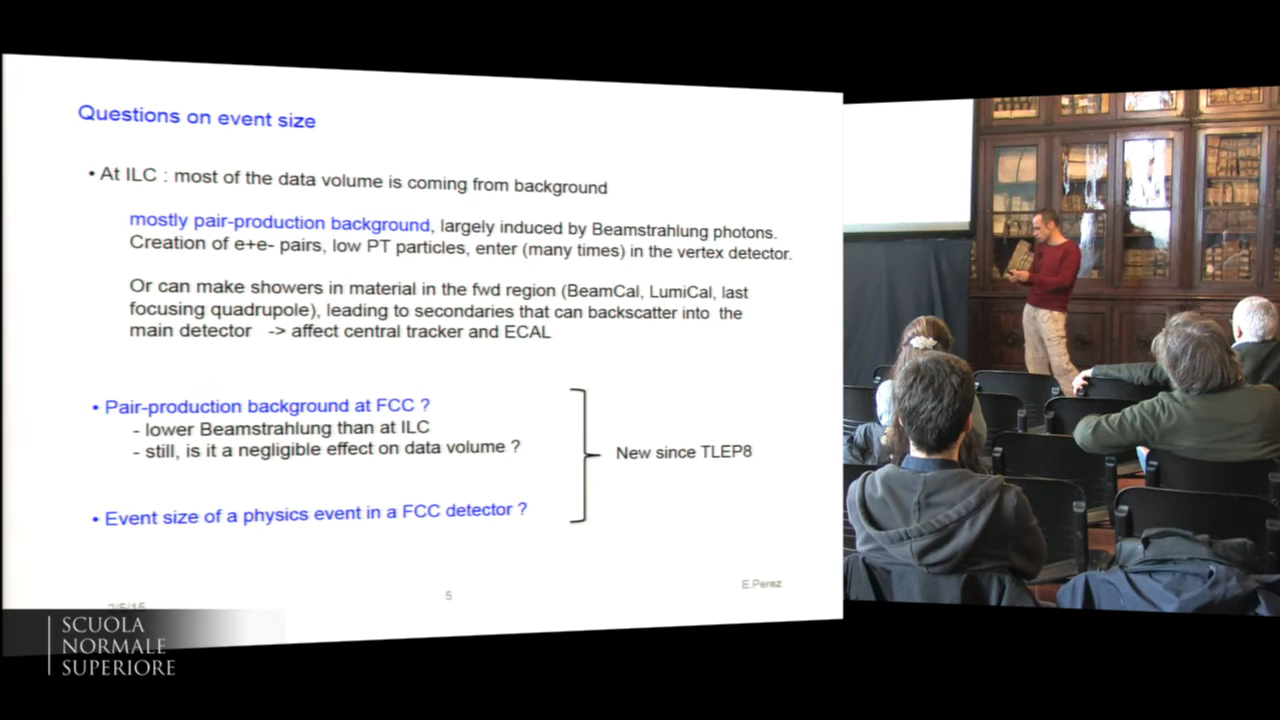 Questions on event size
• At ILC : most of the data volume is coming from background
mostly pair-production background, largely induced by Beamstrahlung photons.
Creation of e+e- pairs, low PT particles, enter (many times) in the vertex detector.
Or can make showers in material in the fwd region (BeamCal, LumiCal, last
focusing quadrupole), leading to secondaries that can backscatter into the
main detector -> affect central tracker and ECAL
• Pair-production background at FCC ?
- lower Beamstrahlung than at ILC
- still, is it a negligible effect on data volume ?
New since TLEP8
• Event size of a physics event in a FCC detector ?
E.Perez
5
SCUOLA
NORMALE
SUPERIORE